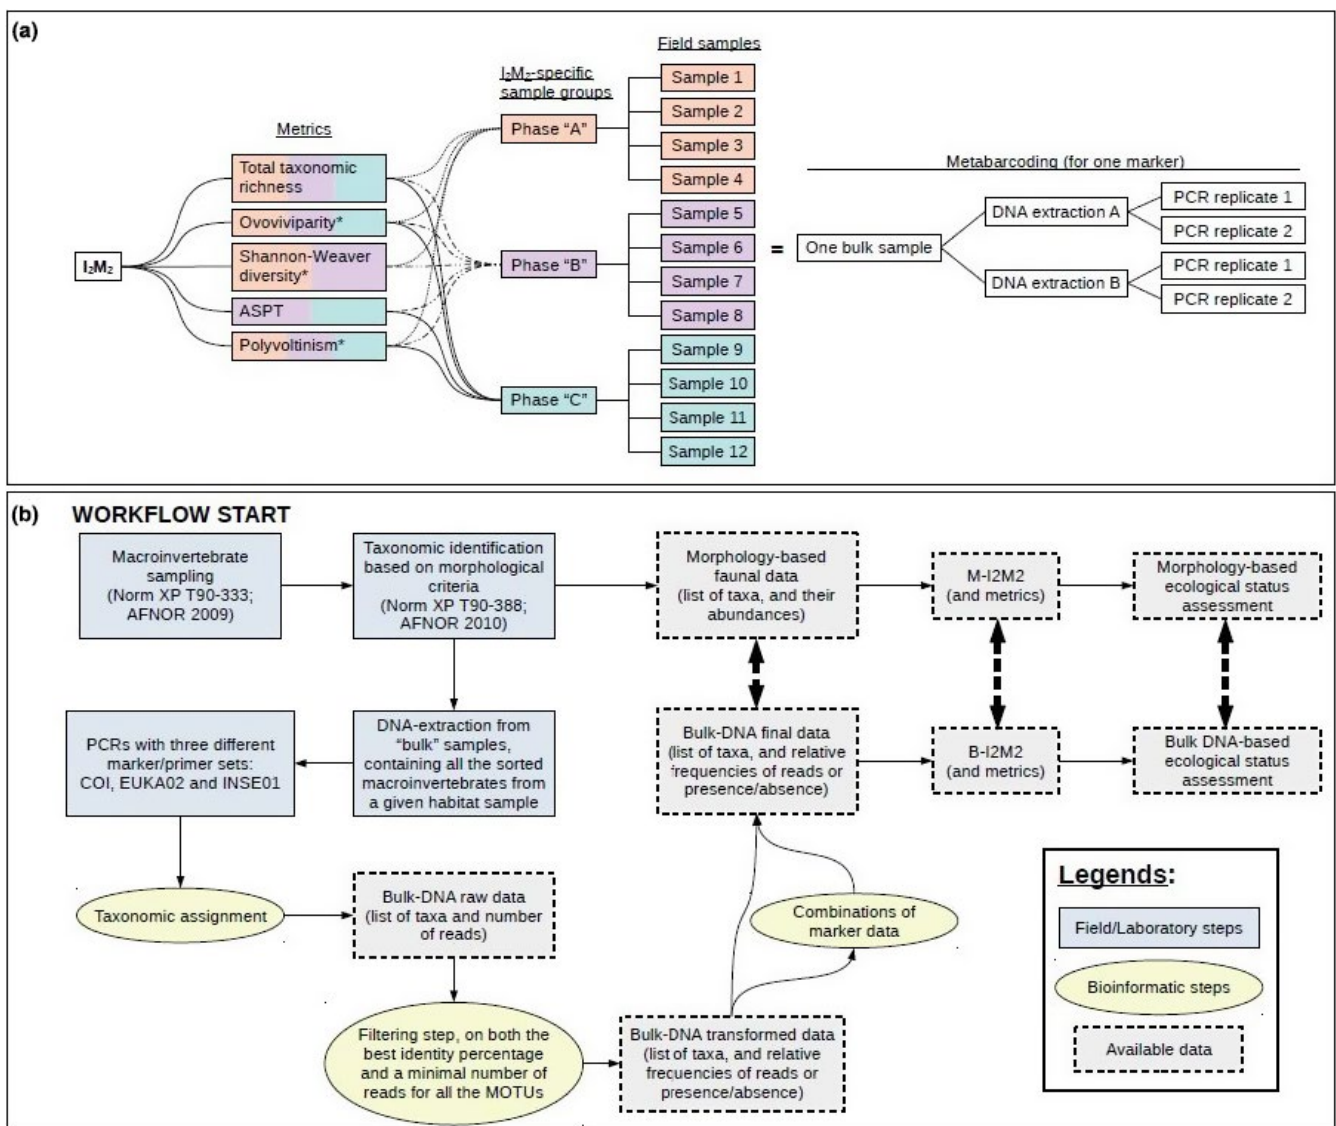 (a)
Field samples
I₂M₂-specific
sample groups
Metrics
Metabarcoding (for one marker)
I₂M₂
Total taxonomic
richness
Ovoviviparity*
Shannon-Weaver
diversity*
ASPT
Polyvoltinism*
Phase “A”
Phase “B”
Phase “C”
Sample 1
Sample 2
Sample 3
Sample 4
Sample 5
Sample 6
Sample 7
Sample 8
Sample 9
Sample 10
Sample 11
Sample 12
=
One bulk sample
DNA extraction A
DNA extraction B
PCR replicate 1
PCR replicate 2
PCR replicate 1
PCR replicate 2
(b) WORKFLOW START
Macroinvertebrate
sampling
(Norm XP T90-333;
AFNOR 2009)
Taxonomic identification
based on morphological
criteria
(Norm XP T90-388;
AFNOR 2010)
Morphology-based
faunal data
(list of taxa, and their
abundances)
M-I2M2
(and metrics)
Morphology-based
ecological status
assessment
PCRs with three different
marker/primer sets:
COI, EUKA02 and INSE01
DNA-extraction from
“bulk” samples,
containing all the sorted
macroinvertebrates from
a given habitat sample
Bulk-DNA final data
(list of taxa, and relative
frequencies of reads or
presence/absence)
B-I2M2
(and metrics)
Bulk DNA-based
ecological status
assessment
Taxonomic assignment
Bulk-DNA raw data
(list of taxa and number
of reads)
Combinations of
marker data
Filtering step, on both the
best identity percentage
and a minimal number of
reads for all the MOTUs
Bulk-DNA transformed data
(list of taxa, and relative
frequencies of reads or
presence/absence)
Legends:
Field/Laboratory steps
Bioinformatic steps
Available data